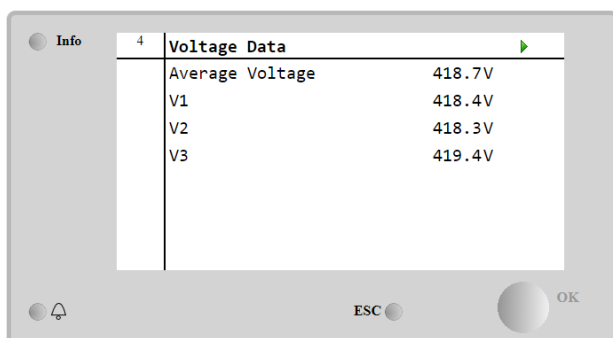 Info
4 Voltage Data
Average Voltage 418.7V
V1 418.4V
V2 418.3V
V3 419.4V
ESC OK